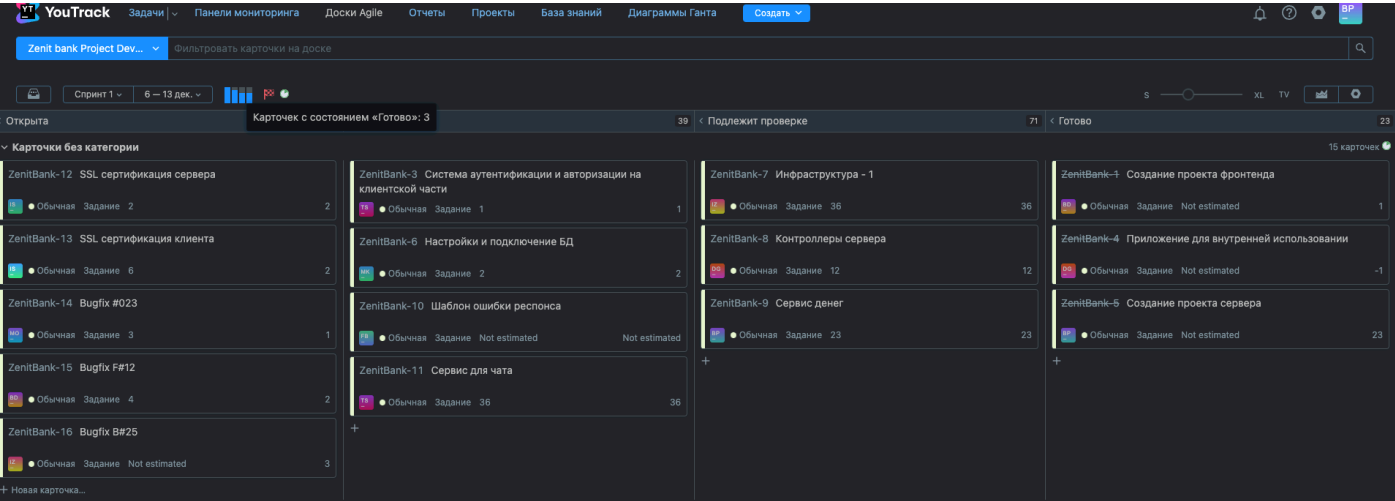 YT YouTrack Задачи Панели мониторинга Доски Agile Отчеты Проекты База знаний Диаграммы Ганта Создать BP
Zenit bank Project Dev... Фильтровать карточки на доске
Спринт 1 6 — 13 дек. S XL TV
Карточек с состоянием «Готово»: 3
Открыта 39 Подлежит проверке 71 Готово 23
Карточки без категории 15 карточек
ZenitBank-12 SSL сертификация сервера
IS Обычная Задание 2 2
ZenitBank-13 SSL сертификация клиента
IS Обычная Задание 6 2
ZenitBank-14 Bugfix #023
MO Обычная Задание 3 1
ZenitBank-15 Bugfix F#12
BD Обычная Задание 4 2
ZenitBank-16 Bugfix B#25
IZ Обычная Задание Not estimated 3
+ Новая карточка...
ZenitBank-3 Система аутентификации и авторизации на
клиентской части
TS Обычная Задание 1 1
ZenitBank-6 Настройки и подключение БД
MK Обычная Задание 2 2
ZenitBank-10 Шаблон ошибки респонса
Обычная Задание Not estimated Not estimated
ZenitBank-11 Сервис для чата
TS Обычная Задание 36 36
+
ZenitBank-7 Инфраструктура - 1
IZ Обычная Задание 36 36
ZenitBank-8 Контроллеры сервера
DG Обычная Задание 12 12
ZenitBank-9 Сервис денег
BP Обычная Задание 23 23
+
ZenitBank-1 Создание проекта фронтенда
BD Обычная Задание Not estimated 1
ZenitBank-4 Приложение для внутренней использовании
DG Обычная Задание Not estimated -1
ZenitBank-5 Создание проекта сервера
BP Обычная Задание Not estimated 23
+